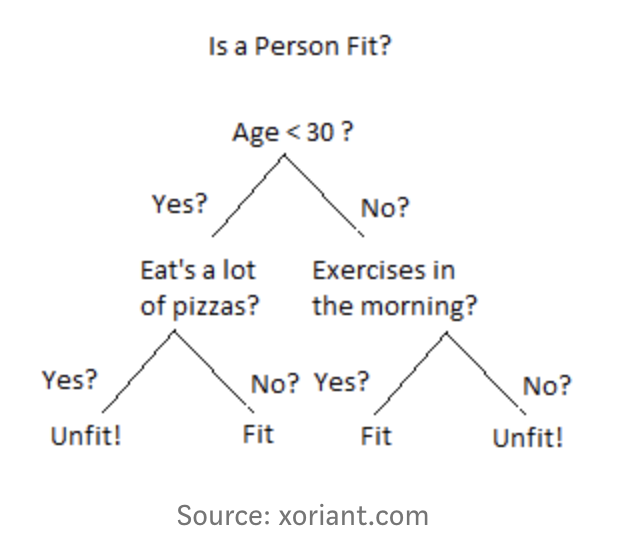 Is a Person Fit?
Age < 30 ?
Yes?
No?
Eat's a lot
of pizzas?
Exercises in
the morning?
Yes?
No?
Yes?
No?
Unfit!
Fit
Fit
Unfit!
Source: xoriant.com